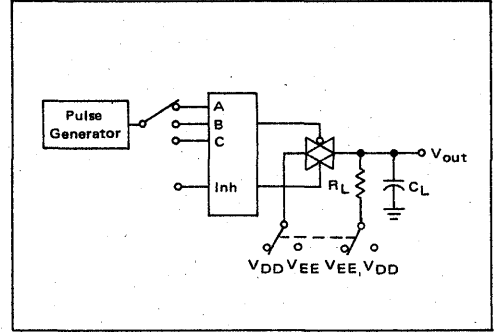 Pulse
Generator
A
B
C
Inh
Vout
RL
CL
VDD VEE VEE, VDD